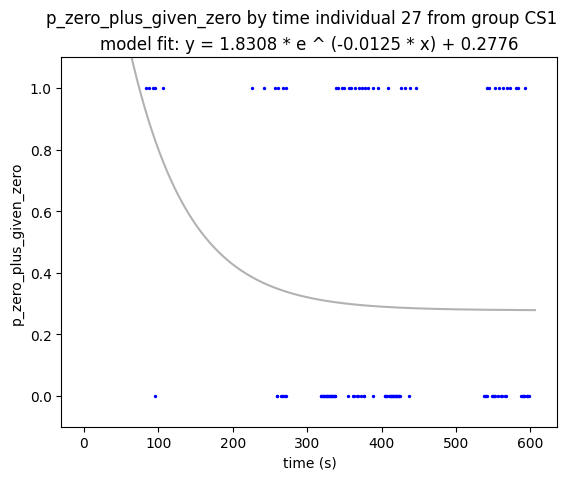 p_zero_plus_given_zero by time individual 27 from group CS1
model fit: y = 1.8308 * e ^ (-0.0125 * x) + 0.2776
p_zero_plus_given_zero
1.0
0.8
0.6
0.4
0.2
0.0
0 100 200 300 400 500 600
time (s)